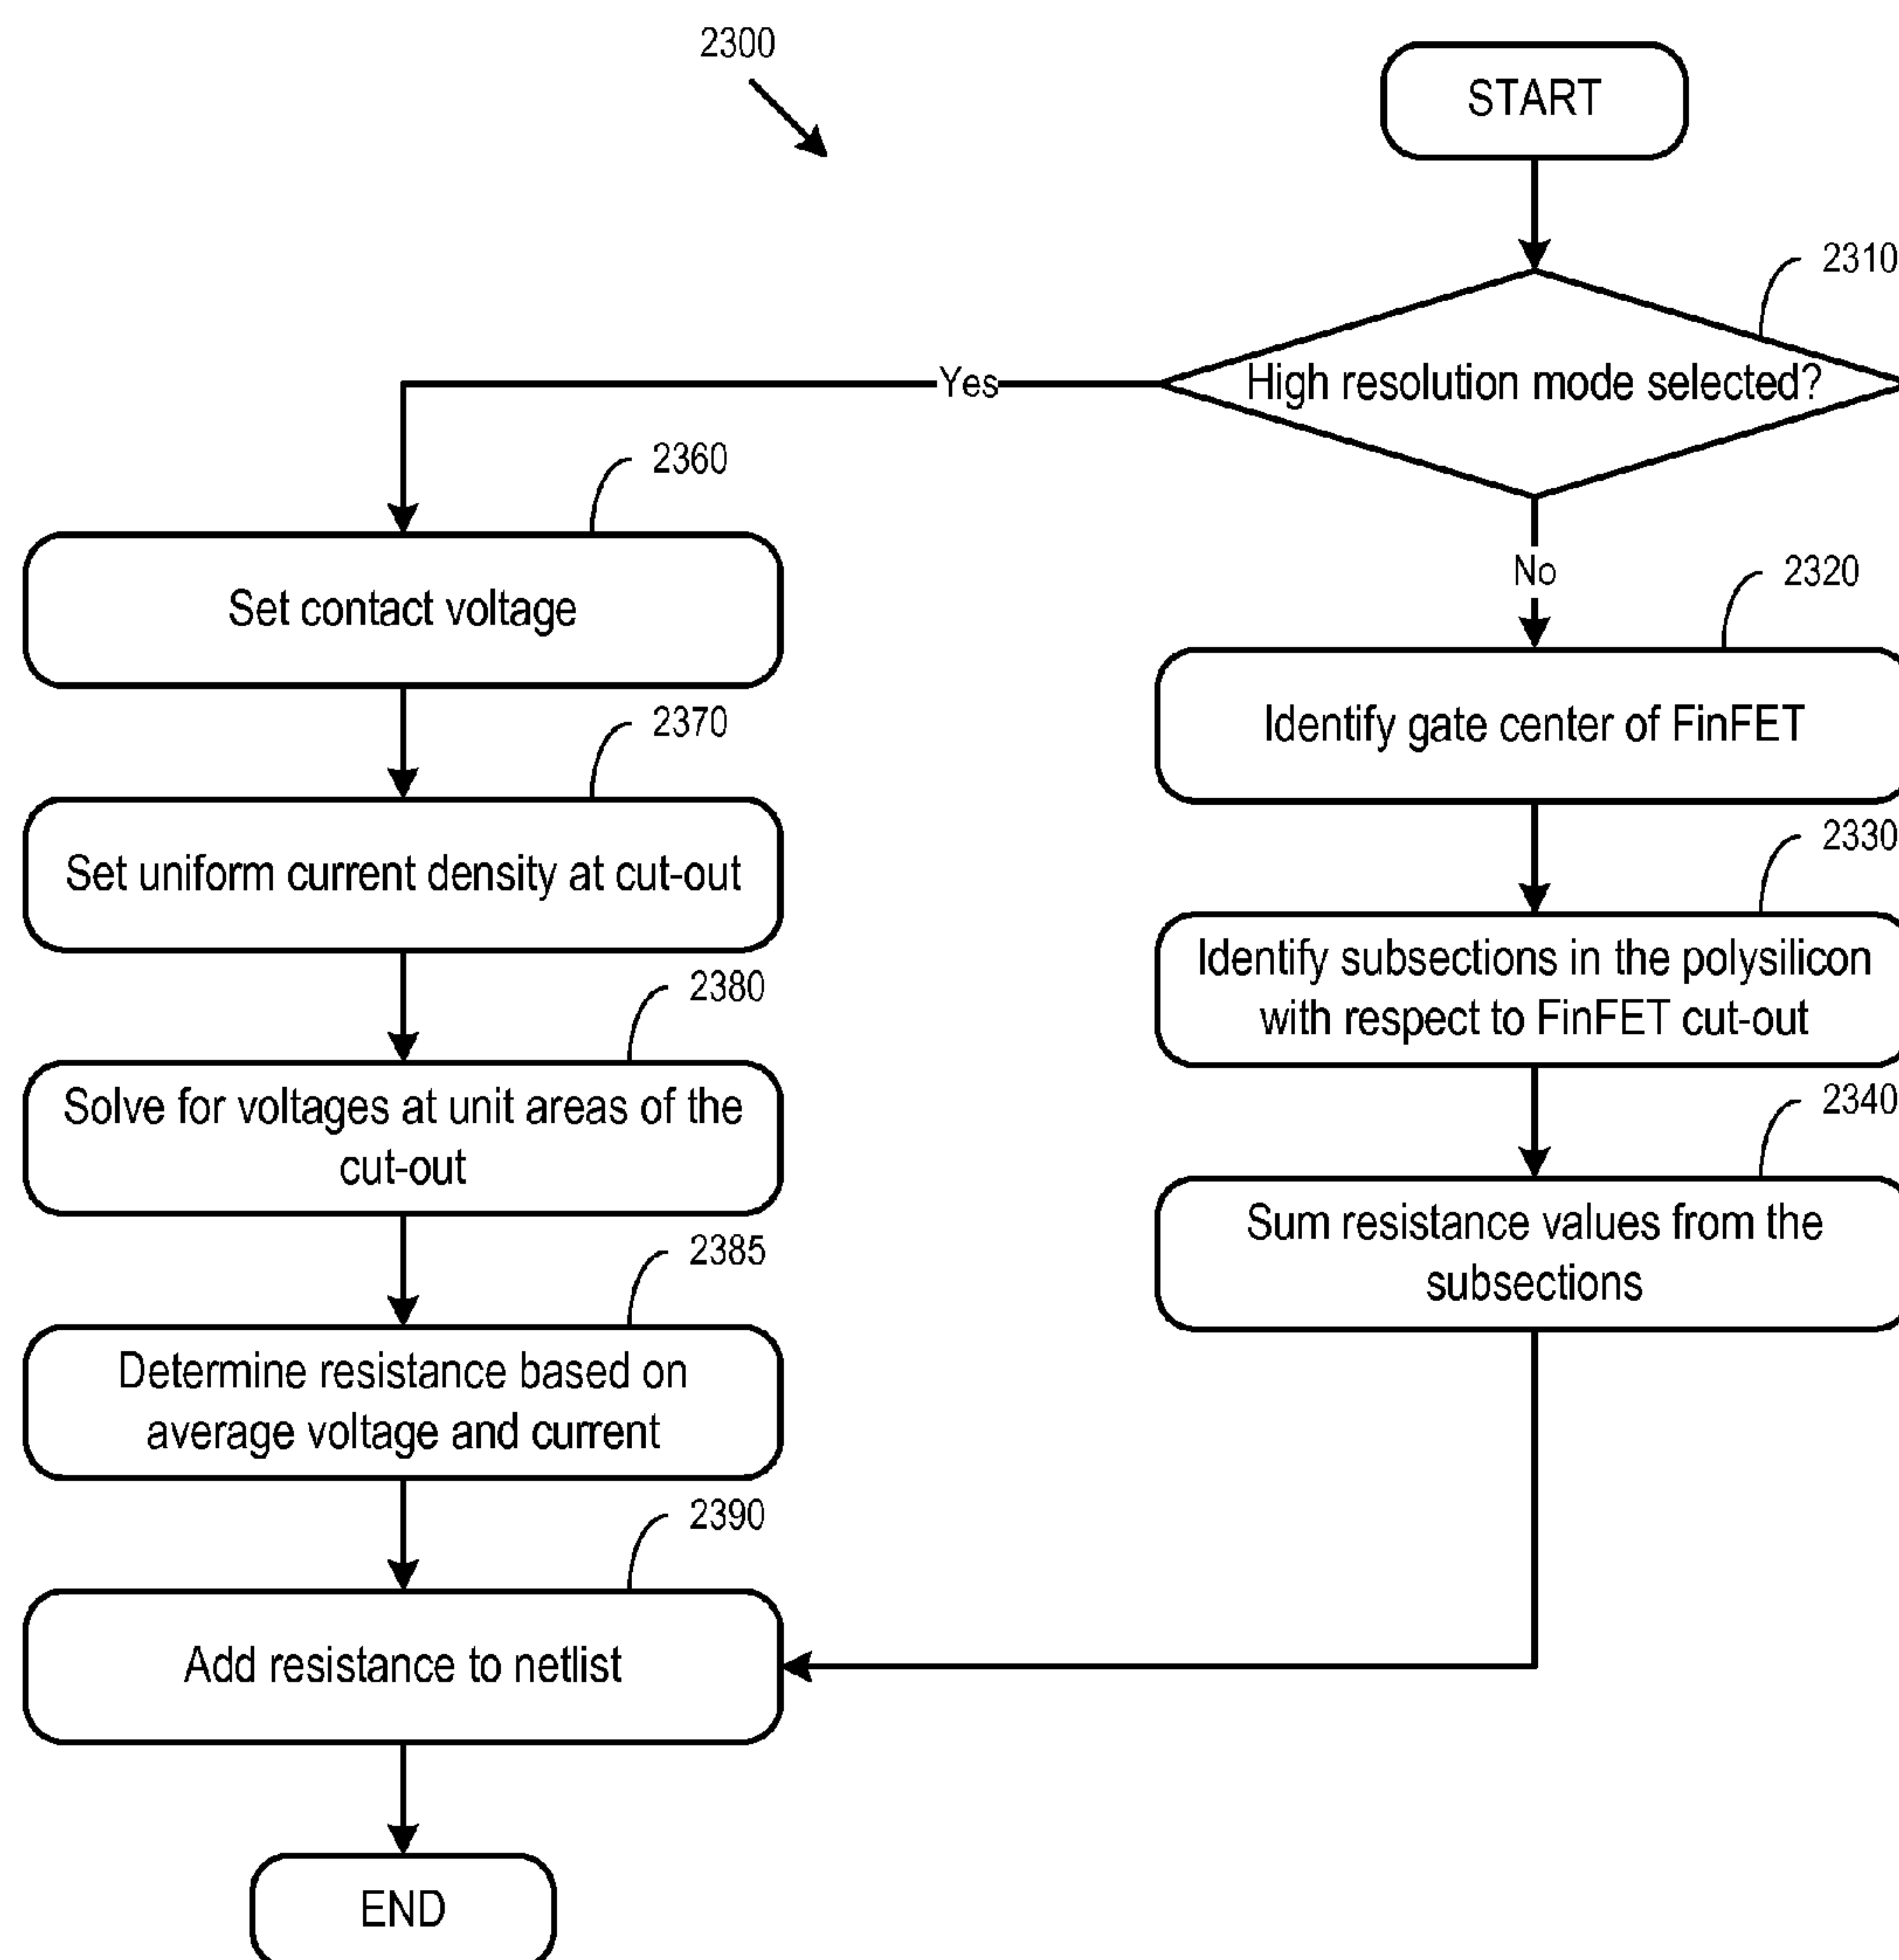 2300
START
2310
High resolution mode selected?
Yes
No
2360
Set contact voltage
2370
Set uniform current density at cut-out
2380
Solve for voltages at unit areas of the
cut-out
2385
Determine resistance based on
average voltage and current
2320
Identify gate center of FinFET
2330
Identify subsections in the polysilicon
with respect to FinFET cut-out
2340
Sum resistance values from the
subsections
2390
Add resistance to netlist
END